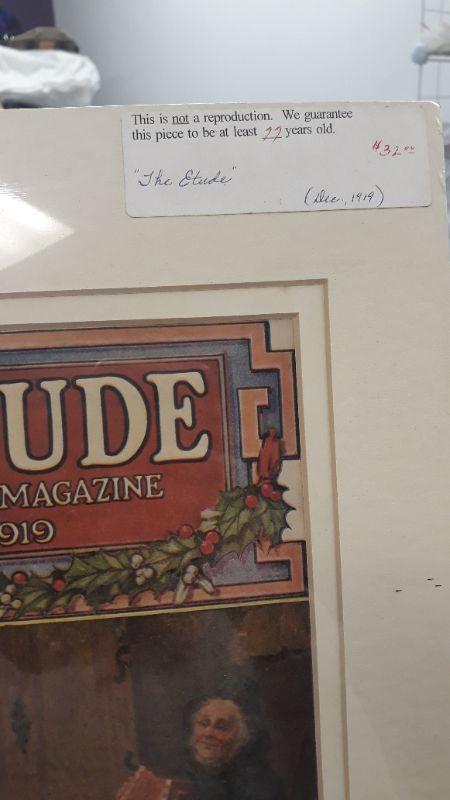 This is not a reproduction. We guarantee
this piece to be at least 77 years old.
$32.00
"The Etude"
(Dec., 1919)
UDE
MAGAZINE
919